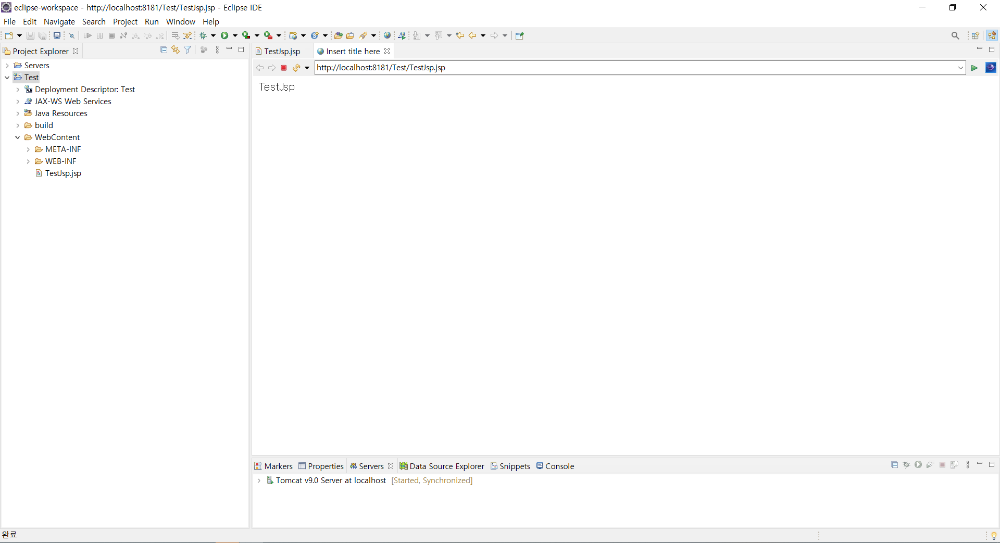 eclipse-workspace - http://localhost:8181/Test/TestJsp.jsp - Eclipse IDE
File Edit Navigate Search Project Run Window Help
Project Explorer
TestJsp.jsp
Insert title here
http://localhost:8181/Test/TestJsp.jsp
TestJsp
Servers
Test
Deployment Descriptor: Test
JAX-WS Web Services
Java Resources
build
WebContent
META-INF
WEB-INF
TestJsp.jsp
Markers Properties Servers Data Source Explorer Snippets Console
Tomcat v9.0 Server at localhost [Started, Synchronized]
완료